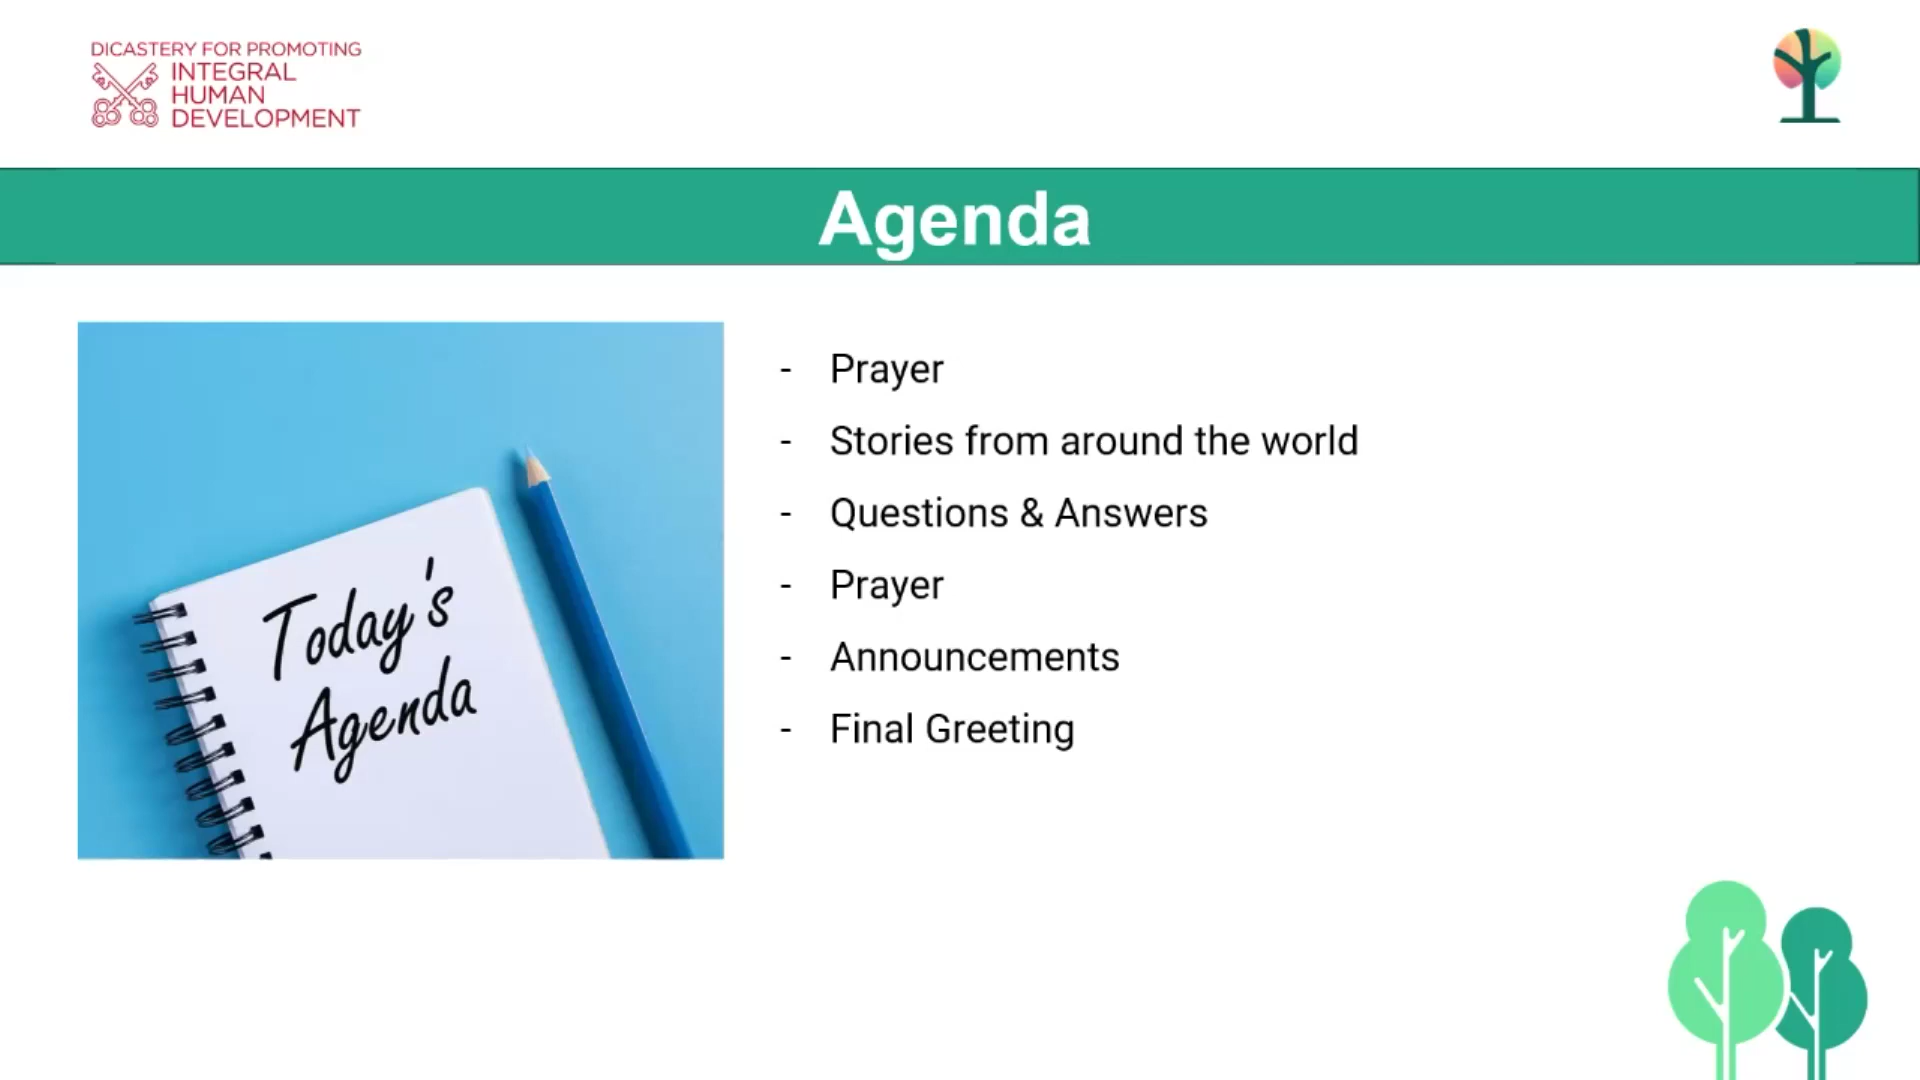 DICASTERY FOR PROMOTING
INTEGRAL
HUMAN
DEVELOPMENT
Agenda
Today's
Agenda
- Prayer
- Stories from around the world
- Questions & Answers
- Prayer
- Announcements
- Final Greeting